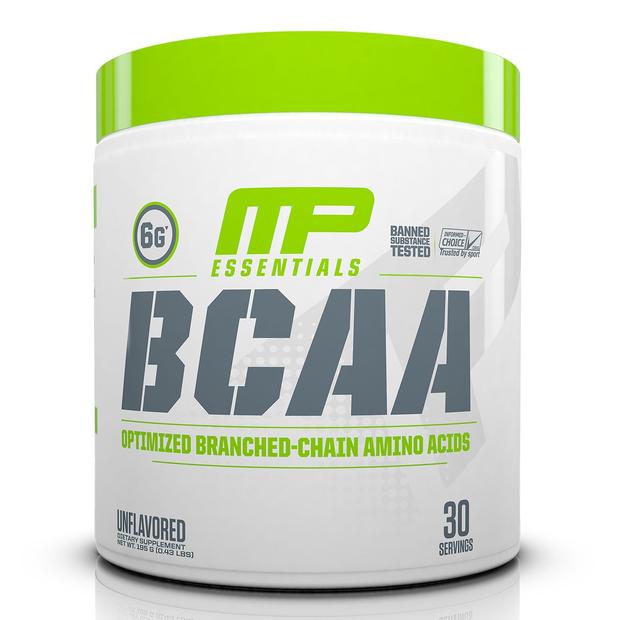 6G
MP
ESSENTIALS
BANNED
SUBSTANCE
TESTED
INFORMED-
CHOICE
Trusted by sport
BCAA
OPTIMIZED BRANCHED-CHAIN AMINO ACIDS
UNFLAVORED
DIETARY SUPPLEMENT
NET WT. 195 G (0.43 LBS)
30
SERVINGS